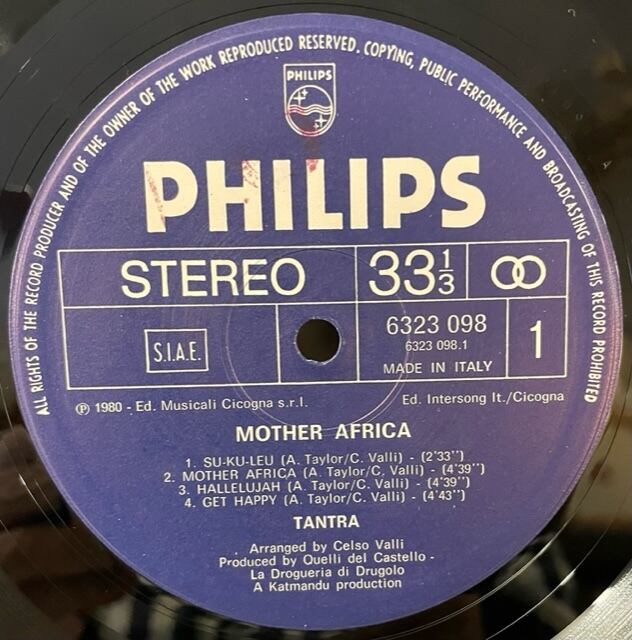 ALL RIGHTS OF THE RECORD PRODUCER AND OF THE OWNER OF THE WORK REPRODUCED RESERVED. COPYING, PUBLIC PERFORMANCE AND BROADCASTING OF THIS RECORD PROHIBITED
PHILIPS
PHILIPS
STEREO 33 1/3
S.I.A.E. 6323 098 1
6323 098.1
MADE IN ITALY
℗ 1980 - Ed. Musicali Cicogna s.r.l. Ed. Intersong It./Cicogna
MOTHER AFRICA
1. SU-KU-LEU (A. Taylor/C. Valli) - (2'33'')
2. MOTHER AFRICA (A. Taylor/C, Valli) - (4'39'')
3. HALLELUJAH (A. Taylor/C. Valli) - (4'39'')
4. GET HAPPY (A. Taylor/C. Valli) - (4'43'')
TANTRA
Arranged by Celso Valli
Produced by Quelli del Castello -
La Drogueria di Drugolo
A Katmandu production